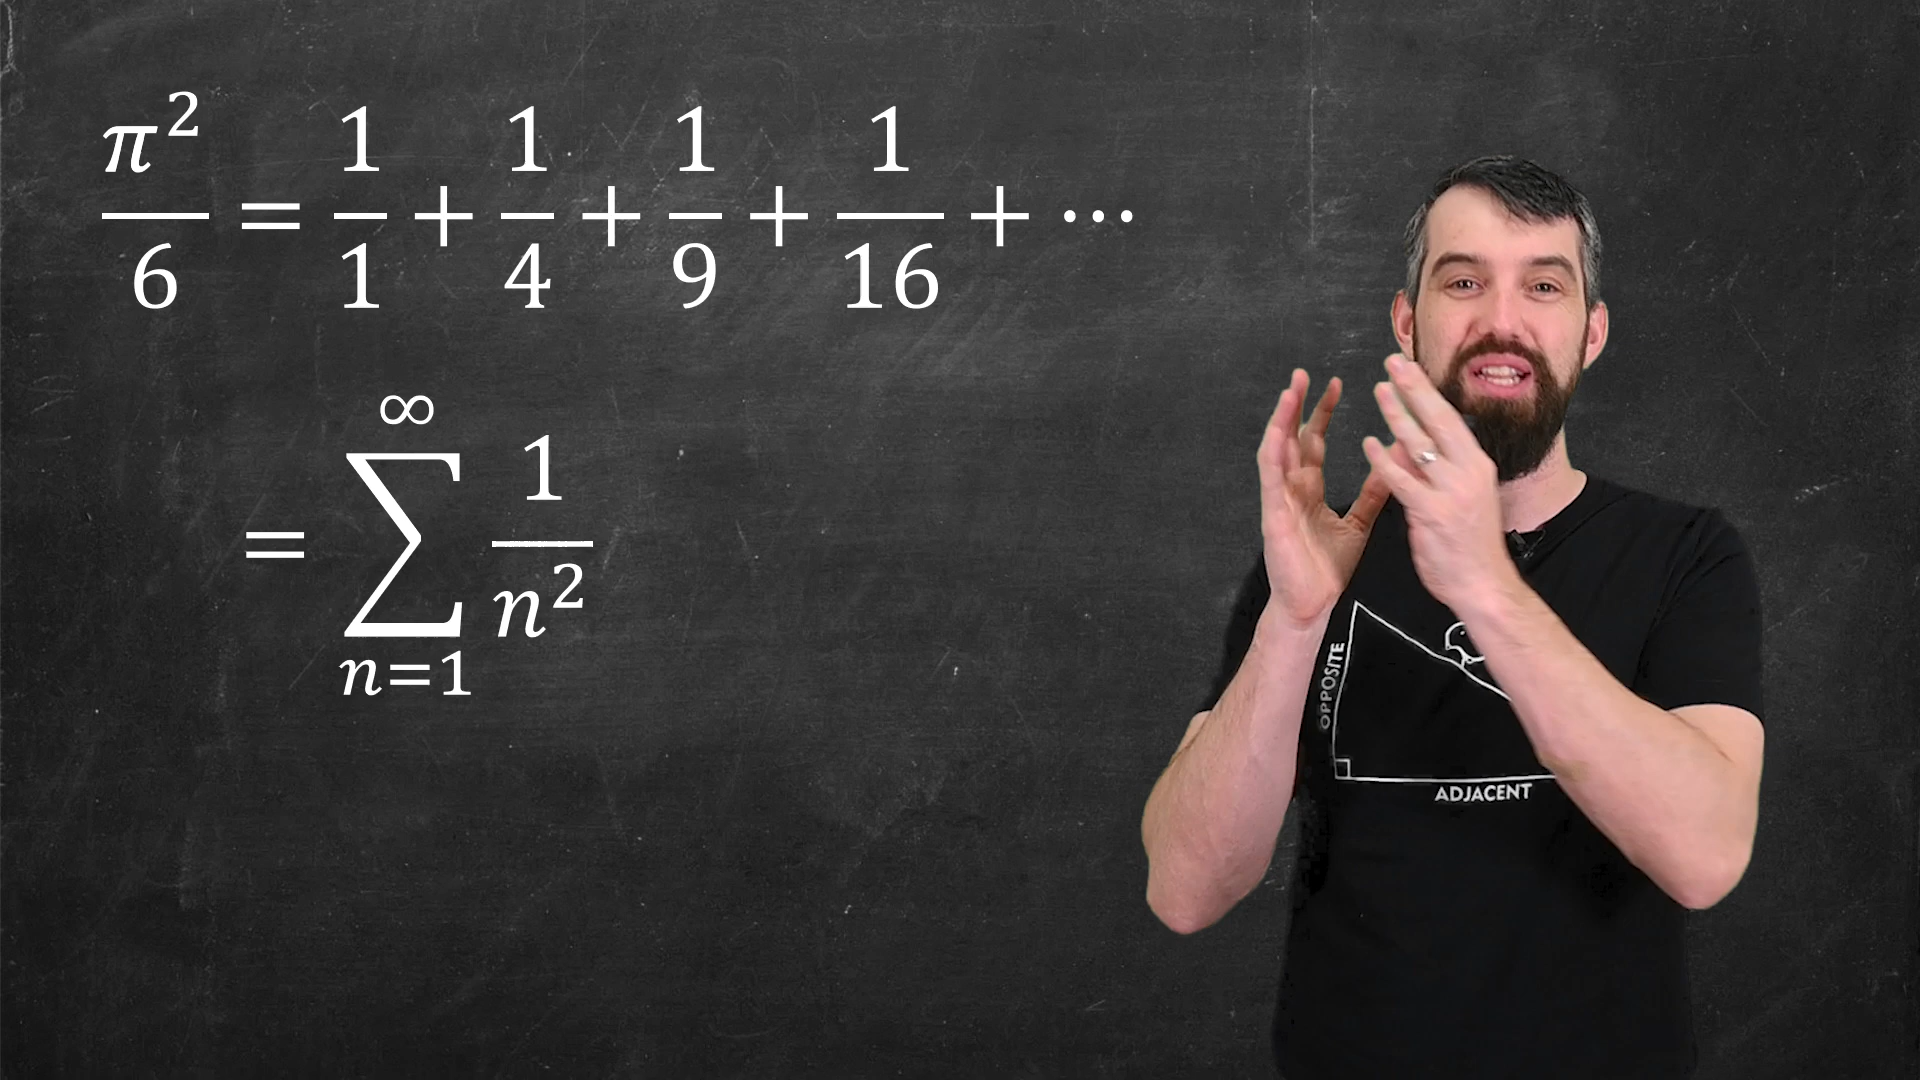 π²/6 = 1/1 + 1/4 + 1/9 + 1/16 + ⋯
= ∑_{n=1}^{∞} 1/n²
OPPOSITE
ADJACENT